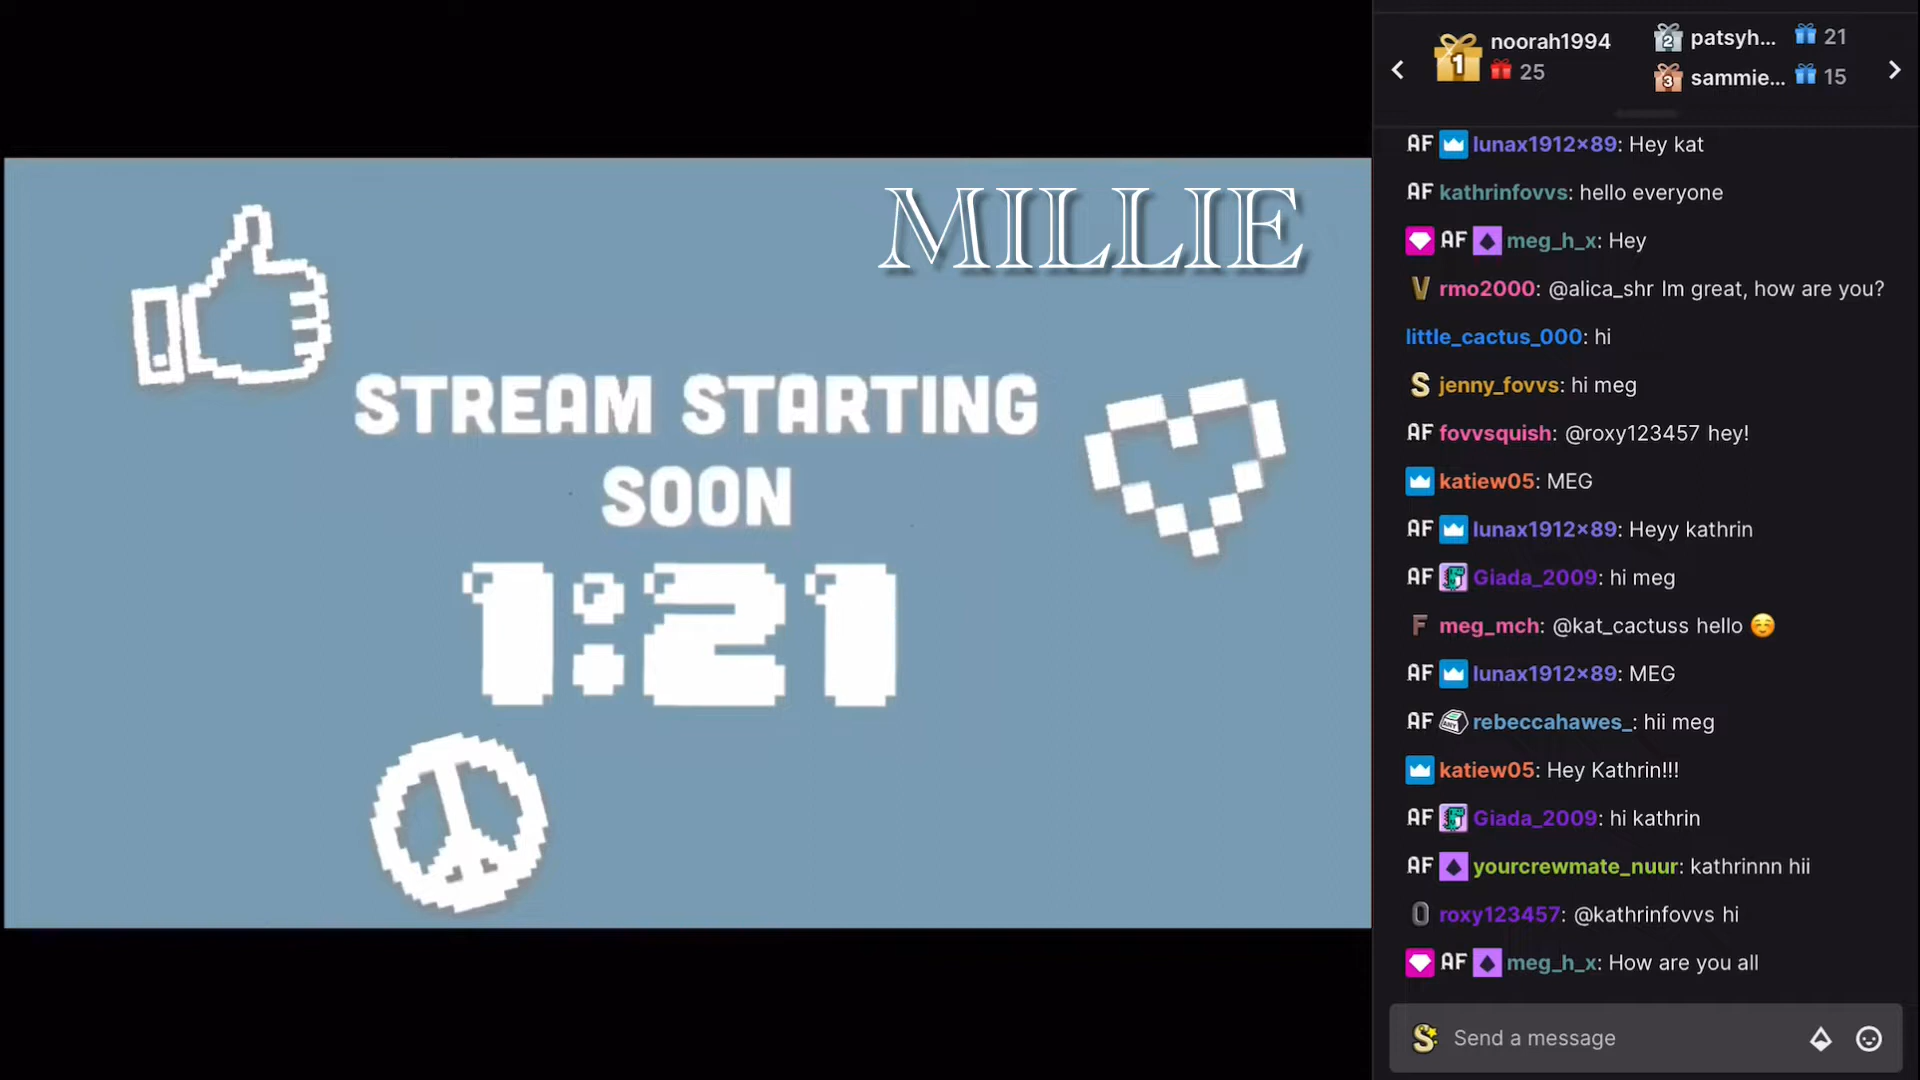 MILLIE
STREAM STARTING
SOON
1:21
1 noorah1994
25
2 patsyh... 21
3 sammie... 15
AF lunax1912x89: Hey kat
AF kathrinfovvs: hello everyone
AF meg_h_x: Hey
V rmo2000: @alica_shr Im great, how are you?
little_cactus_000: hi
S jenny_fovvs: hi meg
AF fovvsquish: @roxy123457 hey!
katiew05: MEG
AF lunax1912x89: Heyy kathrin
AF Giada_2009: hi meg
F meg_mch: @kat_cactuss hello ☺️
AF lunax1912x89: MEG
AF rebeccahawes_: hii meg
katiew05: Hey Kathrin!!!
AF Giada_2009: hi kathrin
AF yourcrewmate_nuur: kathrinnn hii
O roxy123457: @kathrinfovvs hi
AF meg_h_x: How are you all
S Send a message